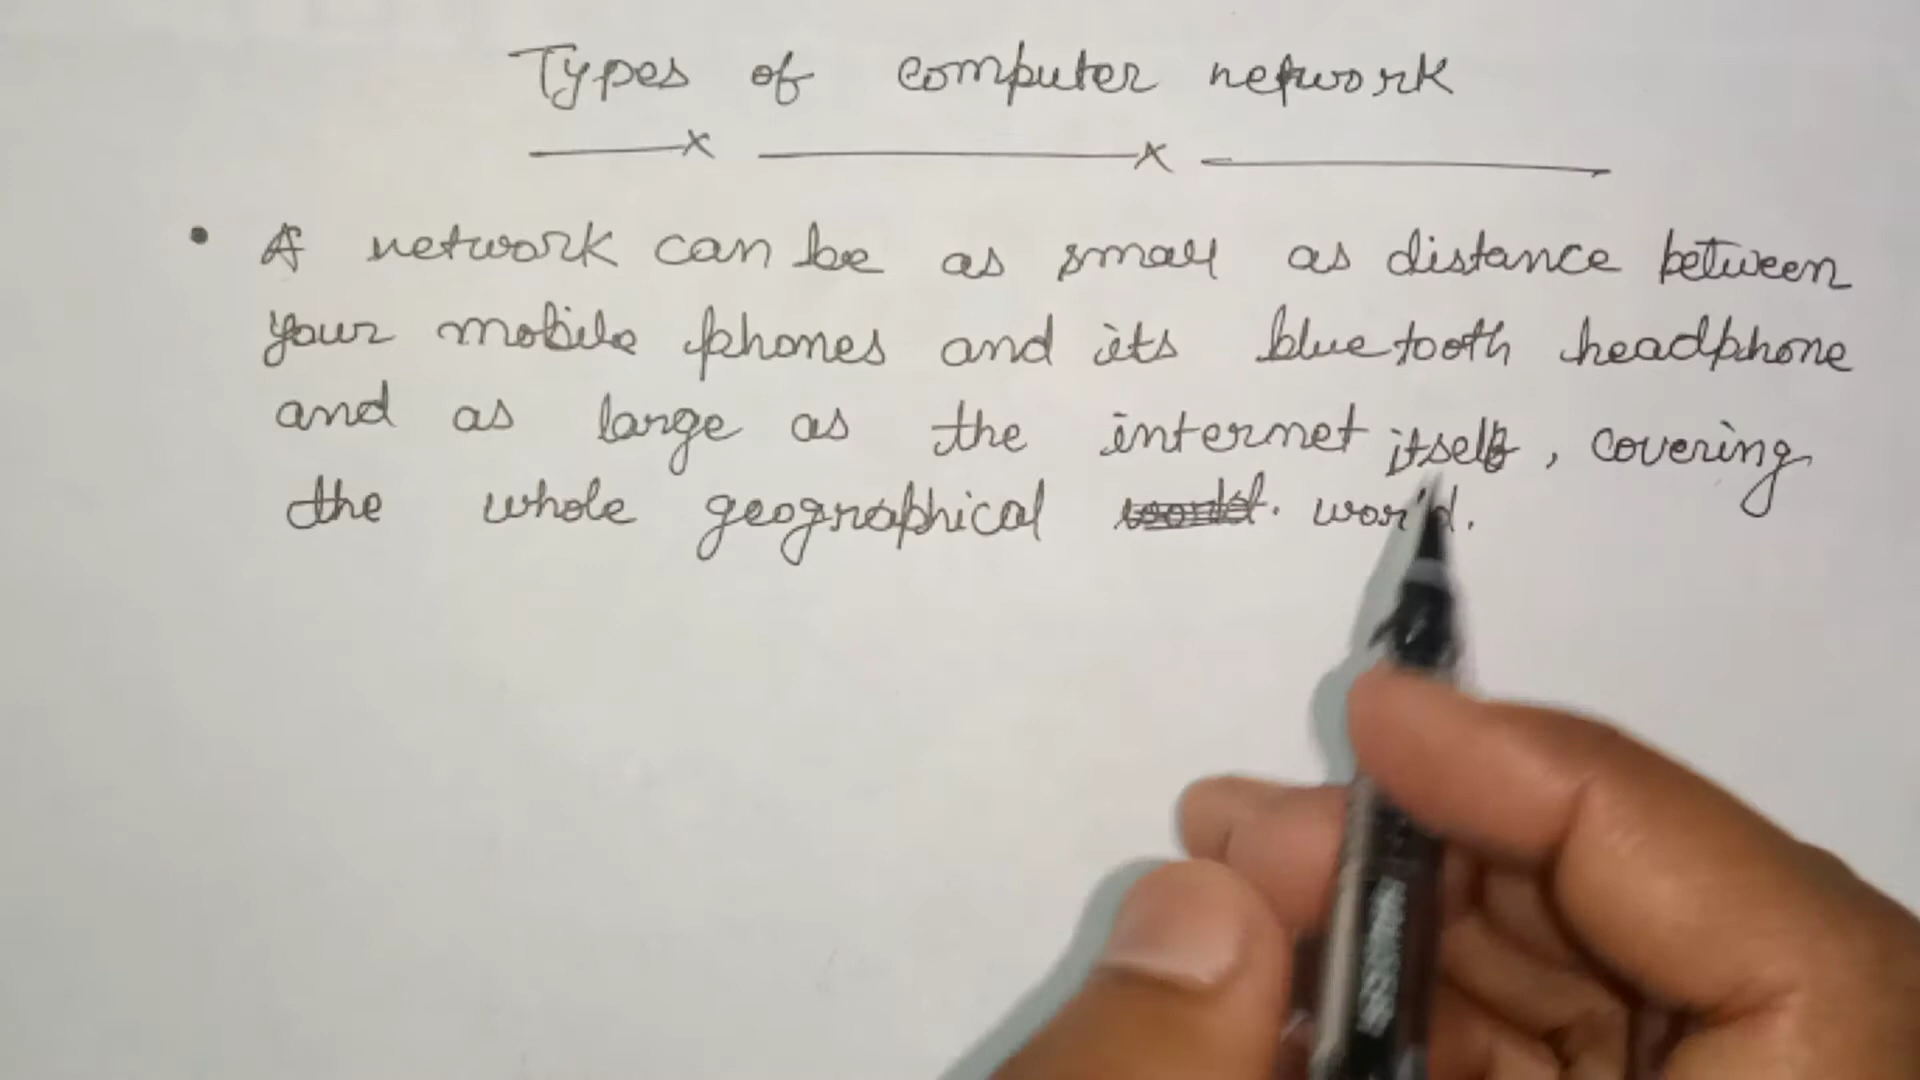 Types of computer network
• A network can be as small as distance between
your mobile phones and its bluetooth headphone
and as large as the internet itself, covering
the whole geographical world.